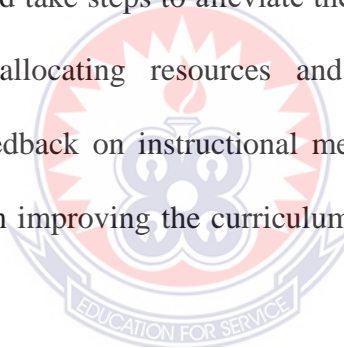 d take steps to alleviate the
allocating resources and
edback on instructional me
n improving the curriculum
EDUCATION FOR SERVICE